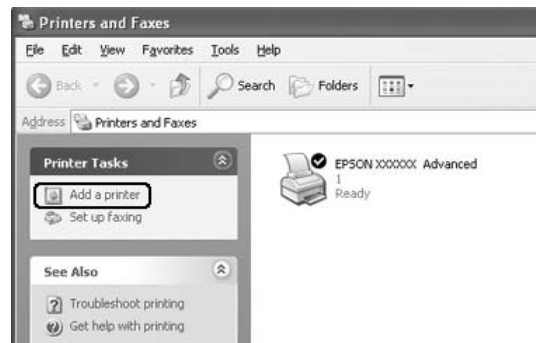 Printers and Faxes
File Edit View Favorites Tools Help
Back Search Folders
Address Printers and Faxes
Printer Tasks
Add a printer
Set up faxing
See Also
Troubleshoot printing
Get help with printing
EPSON XXXXXX Advanced
1
Ready